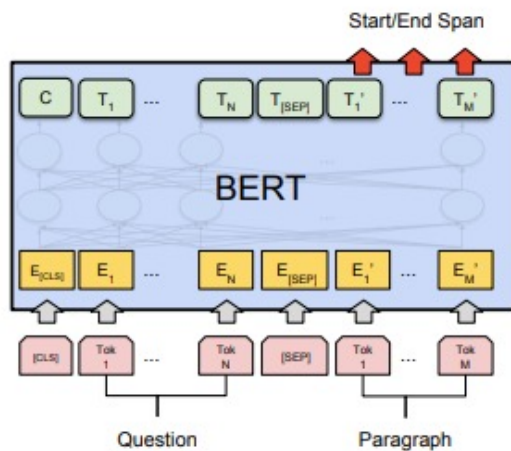 Start/End Span
C T1 ... TN T[SEP] T1' ... TM'
BERT
E[CLS] E1 ... EN E[SEP] E1' ... EM'
[CLS] Tok 1 ... Tok N [SEP] Tok 1 ... Tok M
Question Paragraph